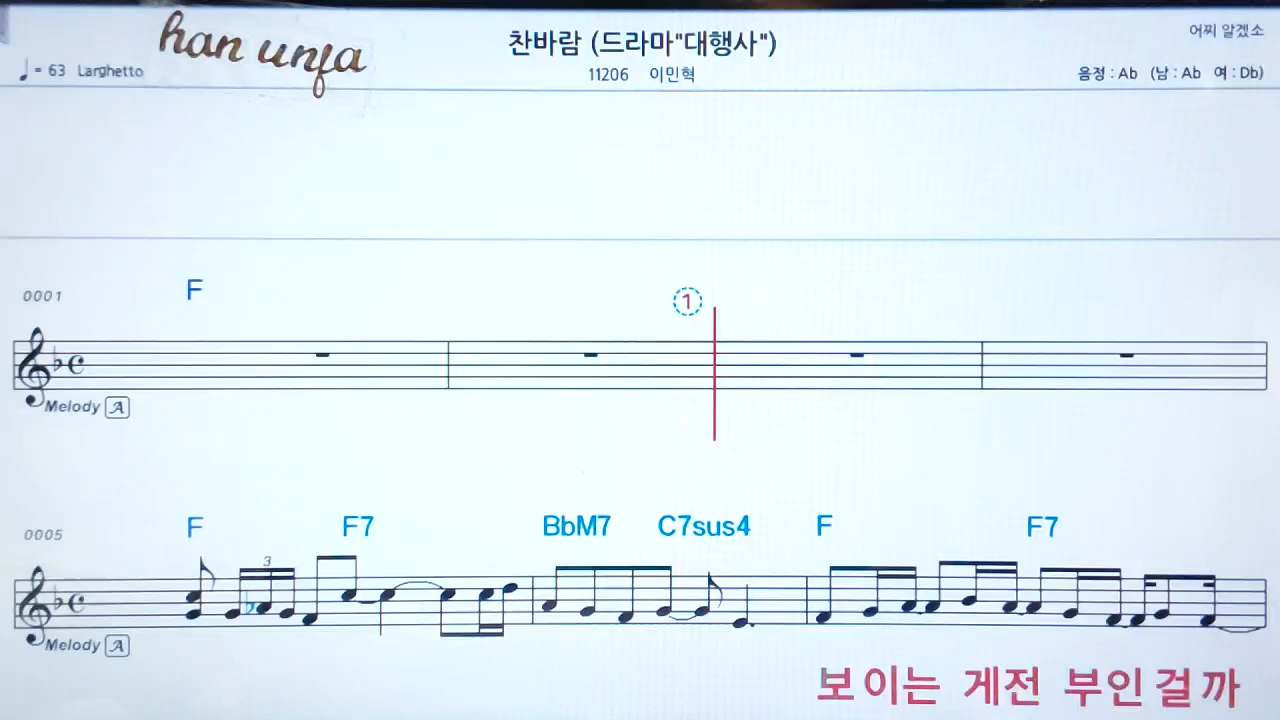 han unja
찬바람 (드라마"대행사")
어찌 알겠소
♩ = 63 Larghetto
11206 이민혁
음정 : Ab (남 : Ab 여 : Db)
0001
F
1
Melody A
0005
F F7 BbM7 C7sus4 F F7
3
Melody A
보이는 게전 부인걸까